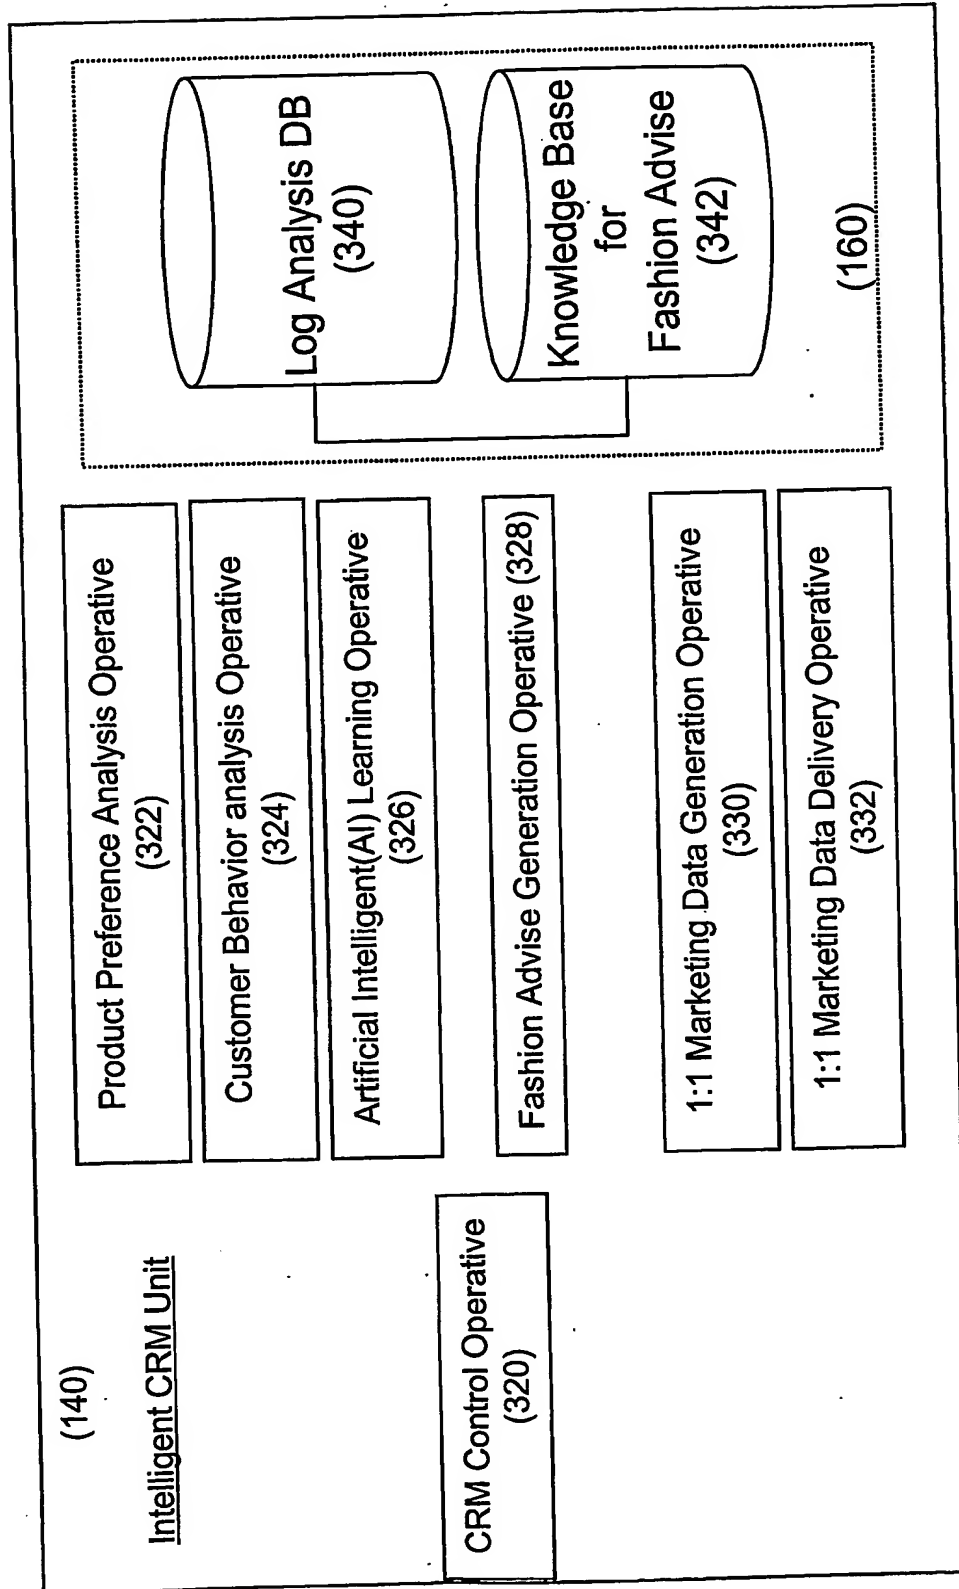 (140)
Intelligent CRM Unit
CRM Control Operative
(320)
Product Preference Analysis Operative
(322)
Customer Behavior analysis Operative
(324)
Artificial Intelligent(AI) Learning Operative
(326)
Fashion Advise Generation Operative (328)
1:1 Marketing Data Generation Operative
(330)
1:1 Marketing Data Delivery Operative
(332)
Log Analysis DB
(340)
Knowledge Base
for
Fashion Advise
(342)
(160)